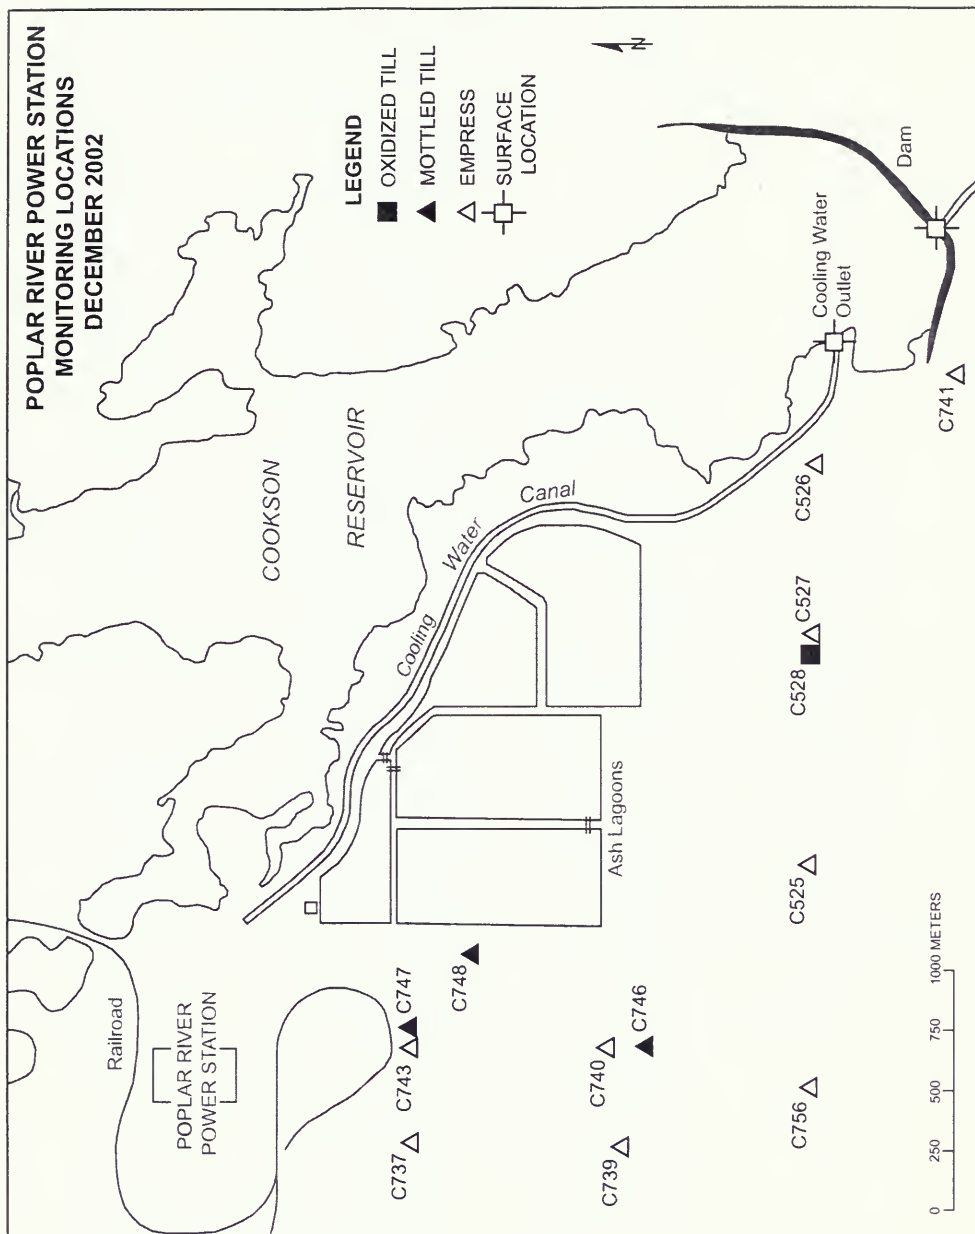 POPLAR RIVER POWER STATION
MONITORING LOCATIONS
DECEMBER 2002
LEGEND
OXIDIZED TILL
MOTTLED TILL
EMPRESS
SURFACE
LOCATION
N
Railroad
POPLAR RIVER
POWER STATION
COOKSON
RESERVOIR
Cooling Water Canal
Cooling Water
Outlet
Dam
Ash Lagoons
C737
C743
C747
C748
C739
C740
C746
C756
C525
C528
C527
C526
C741
0 250 500 750 1000 METERS